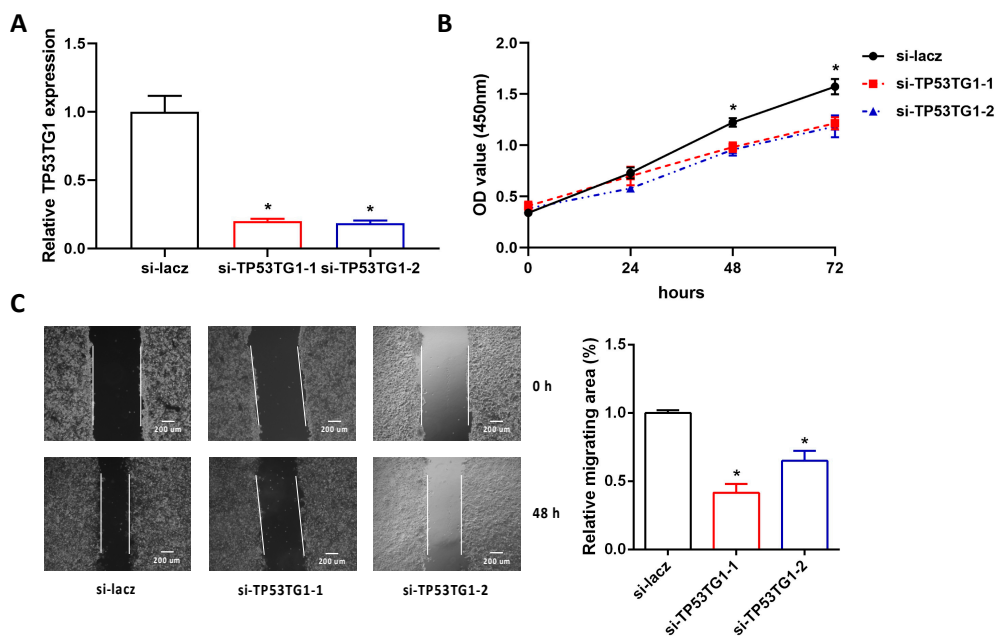 A
Relative TP53TG1 expression
1.5
1.0
0.5
0.0
*
*
si-lacz
si-TP53TG1-1
si-TP53TG1-2
B
OD value (450nm)
2.0
1.5
1.0
0.5
0.0
*
*
0
24
48
72
hours
si-lacz
si-TP53TG1-1
si-TP53TG1-2
C
200 um
200 um
200 um
0 h
200 um
200 um
200 um
48 h
si-lacz
si-TP53TG1-1
si-TP53TG1-2
Relative migrating area (%)
1.5
1.0
0.5
0.0
*
*
si-lacz
si-TP53TG1-1
si-TP53TG1-2